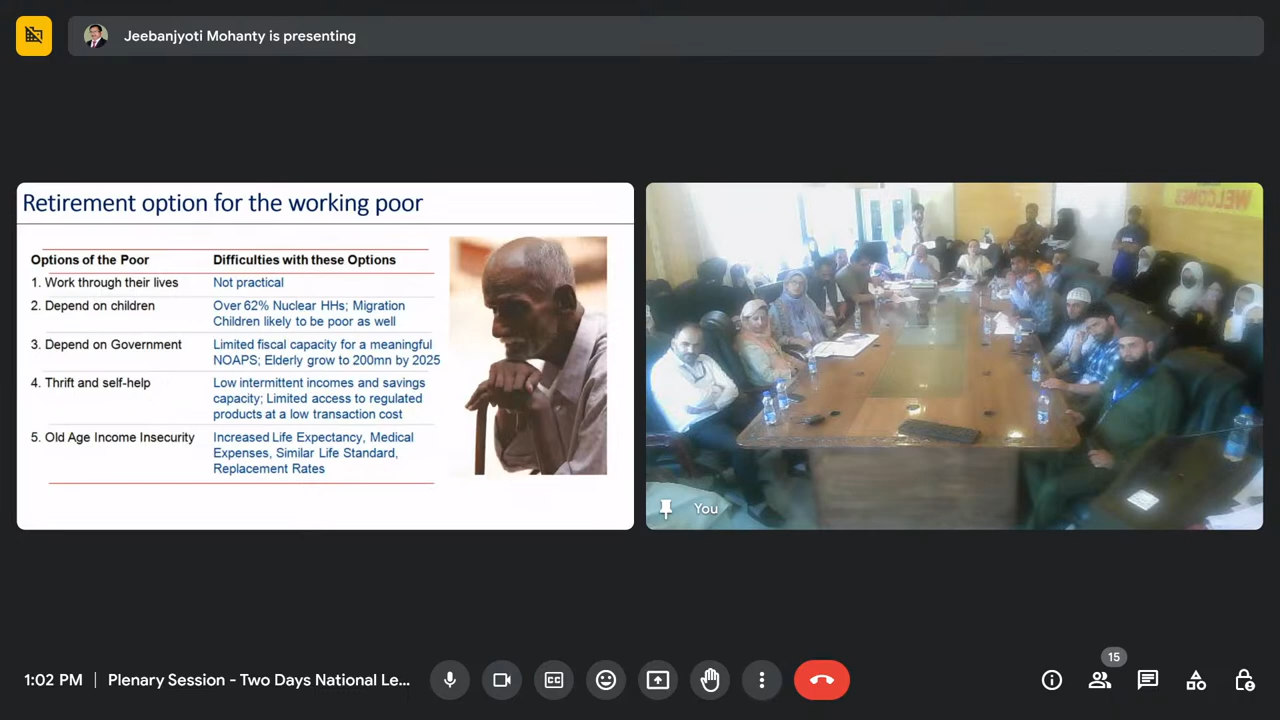 Jeebanjyoti Mohanty is presenting
Retirement option for the working poor
Options of the Poor Difficulties with these Options
1. Work through their lives Not practical
2. Depend on children Over 62% Nuclear HHs; Migration
Children likely to be poor as well
3. Depend on Government Limited fiscal capacity for a meaningful
NOAPS; Elderly grow to 200mn by 2025
4. Thrift and self-help Low intermittent incomes and savings
capacity; Limited access to regulated
products at a low transaction cost
5. Old Age Income Insecurity Increased Life Expectancy, Medical
Expenses, Similar Life Standard,
Replacement Rates
WELCOMES
You
15
1:02 PM Plenary Session - Two Days National Le...